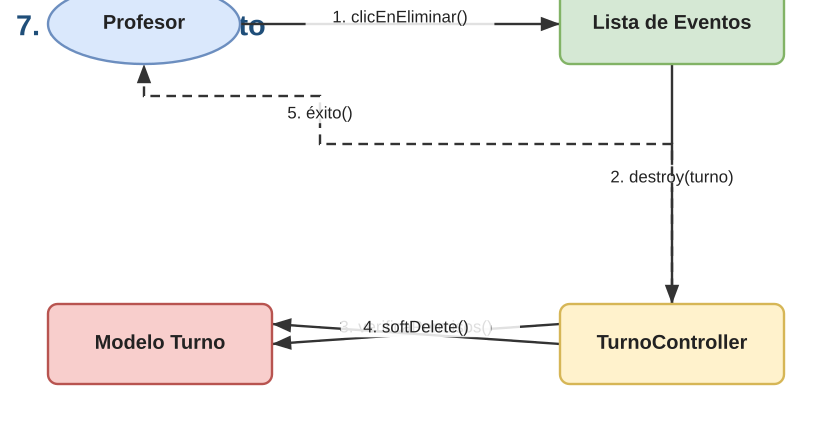 7.
to
Profesor
1. clicEnEliminar()
Lista de Eventos
5. éxito()
2. destroy(turno)
Modelo Turno
4. softDelete()
TurnoController